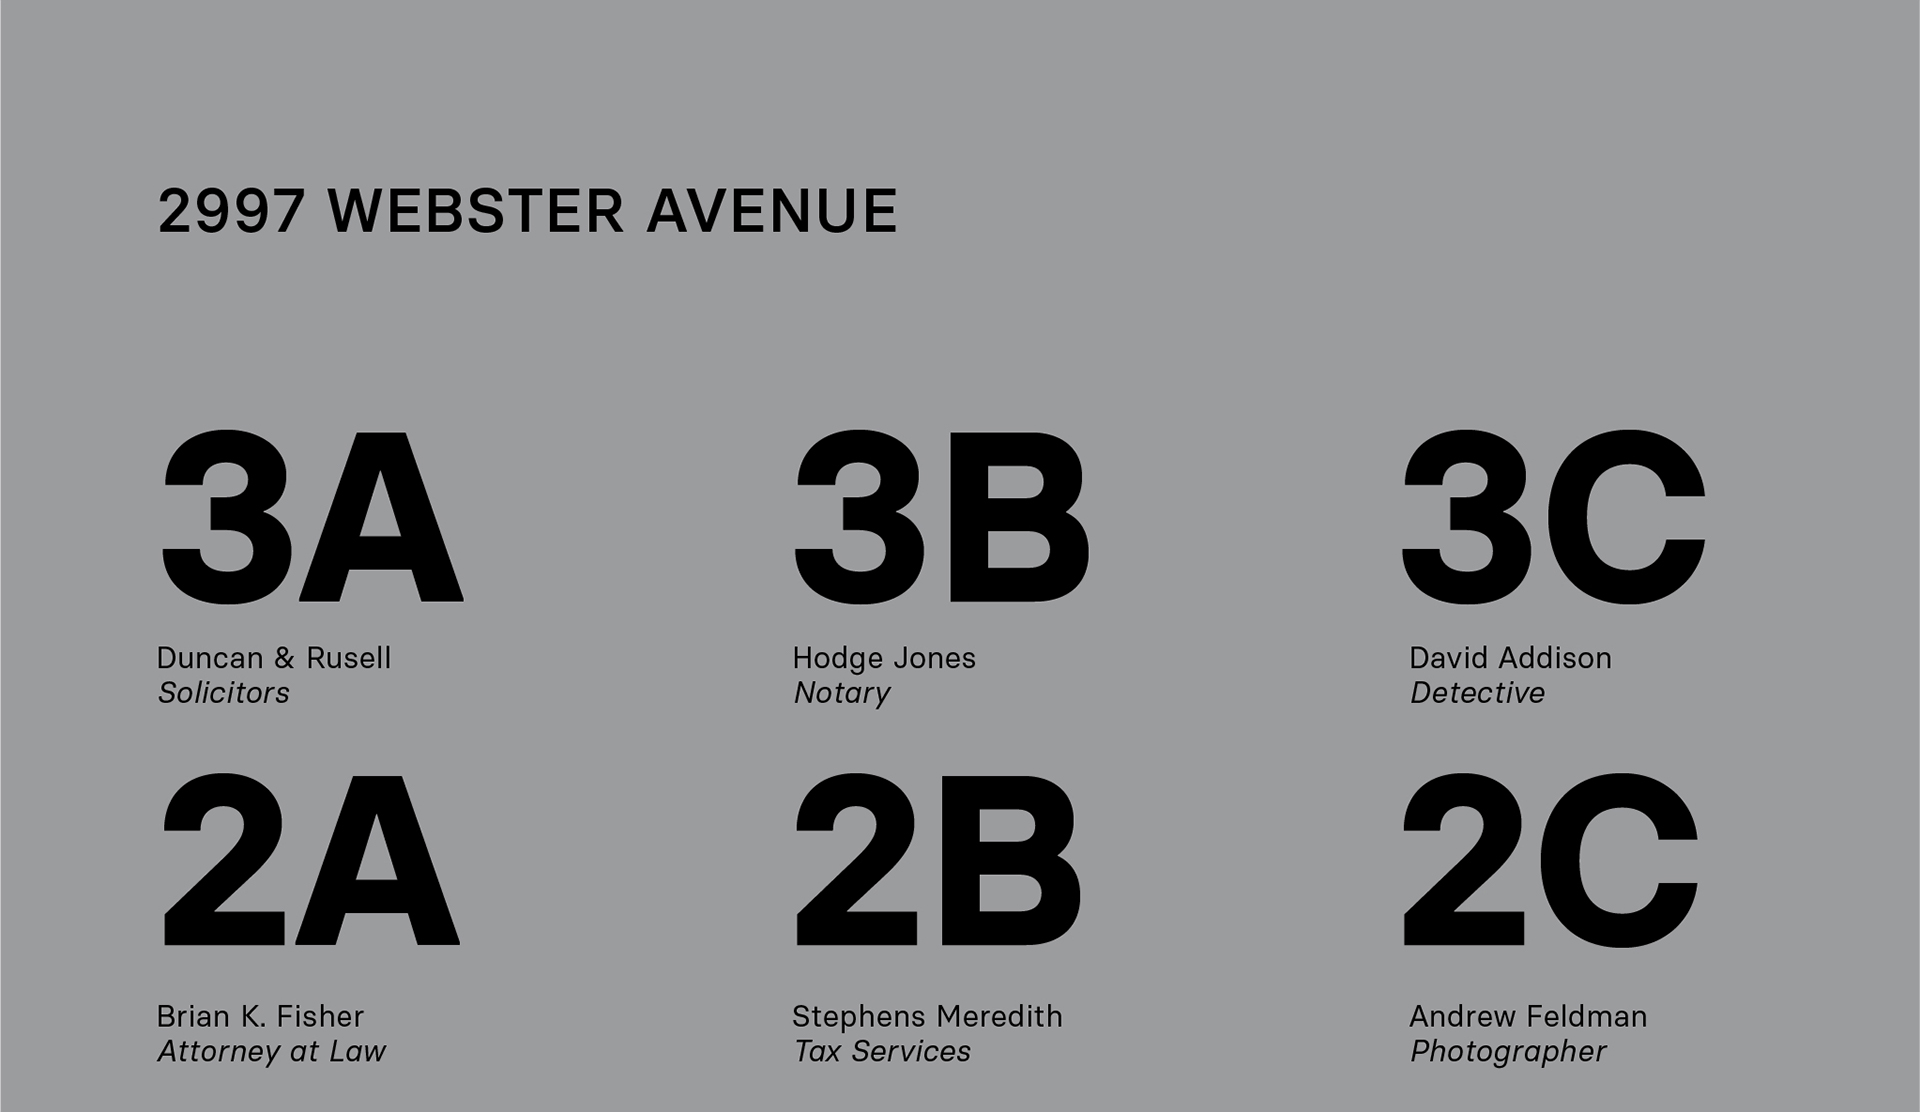 2997 WEBSTER AVENUE
3A
Duncan & Rusell
Solicitors
3B
Hodge Jones
Notary
3C
David Addison
Detective
2A
Brian K. Fisher
Attorney at Law
2B
Stephens Meredith
Tax Services
2C
Andrew Feldman
Photographer